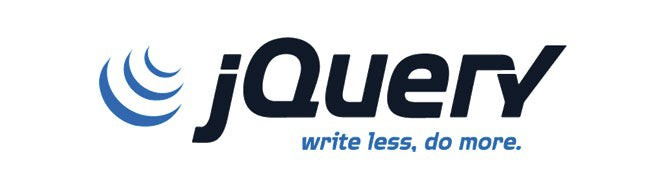 jQuery
write less, do more.